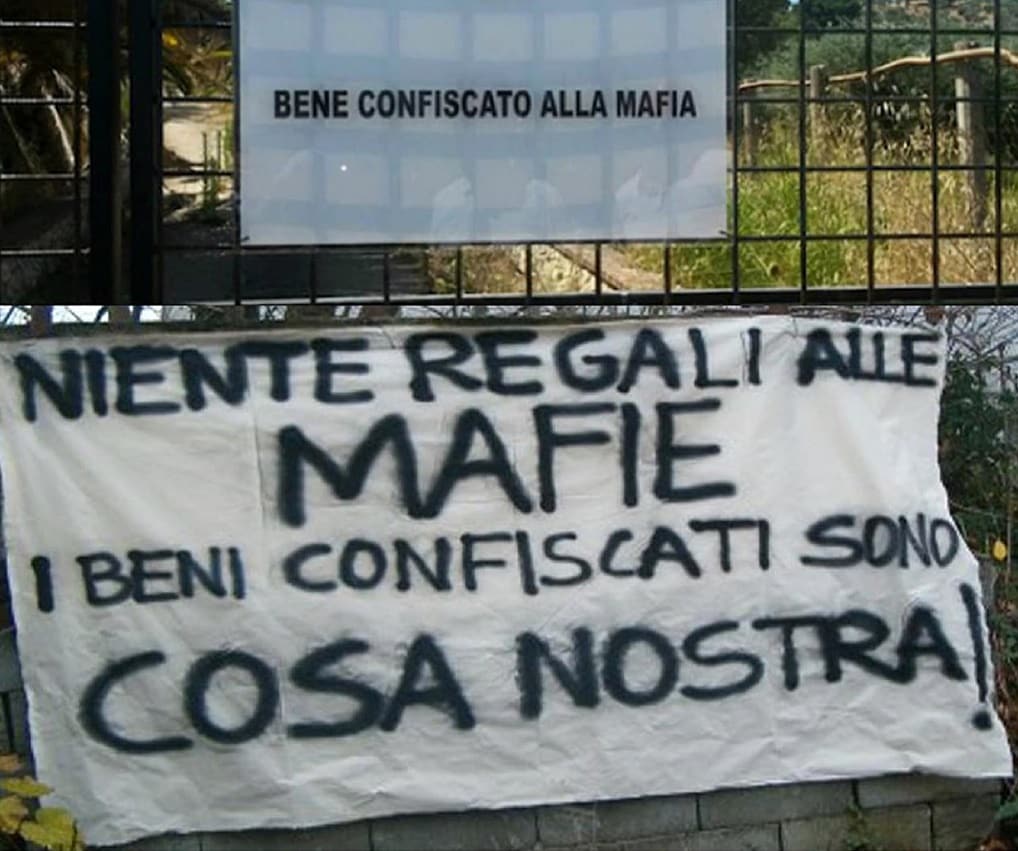 BENE CONFISCATO ALLA MAFIA
NIENTE REGALI ALLE
MAFIE
I BENI CONFISCATI SONO
COSA NOSTRA!